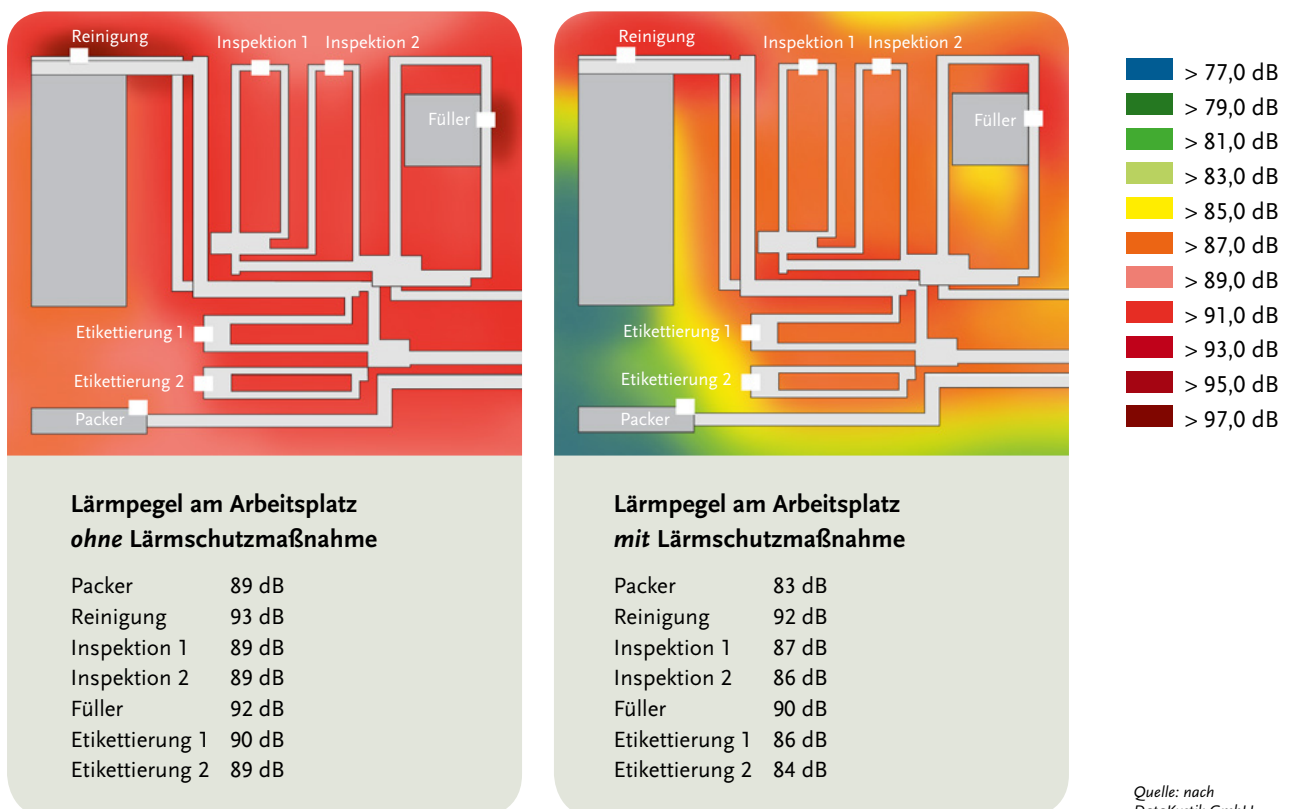 Reinigung
Inspektion 1
Inspektion 2
Füller
Etikettierung 1
Etikettierung 2
Packer
Lärmpegel am Arbeitsplatz
ohne Lärmschutzmaßnahme
Packer 89 dB
Reinigung 93 dB
Inspektion 1 89 dB
Inspektion 2 89 dB
Füller 92 dB
Etikettierung 1 90 dB
Etikettierung 2 89 dB
Reinigung
Inspektion 1
Inspektion 2
Füller
Etikettierung 1
Etikettierung 2
Packer
Lärmpegel am Arbeitsplatz
mit Lärmschutzmaßnahme
Packer 83 dB
Reinigung 92 dB
Inspektion 1 87 dB
Inspektion 2 86 dB
Füller 90 dB
Etikettierung 1 86 dB
Etikettierung 2 84 dB
> 77,0 dB
> 79,0 dB
> 81,0 dB
> 83,0 dB
> 85,0 dB
> 87,0 dB
> 89,0 dB
> 91,0 dB
> 93,0 dB
> 95,0 dB
> 97,0 dB
Quelle: nach